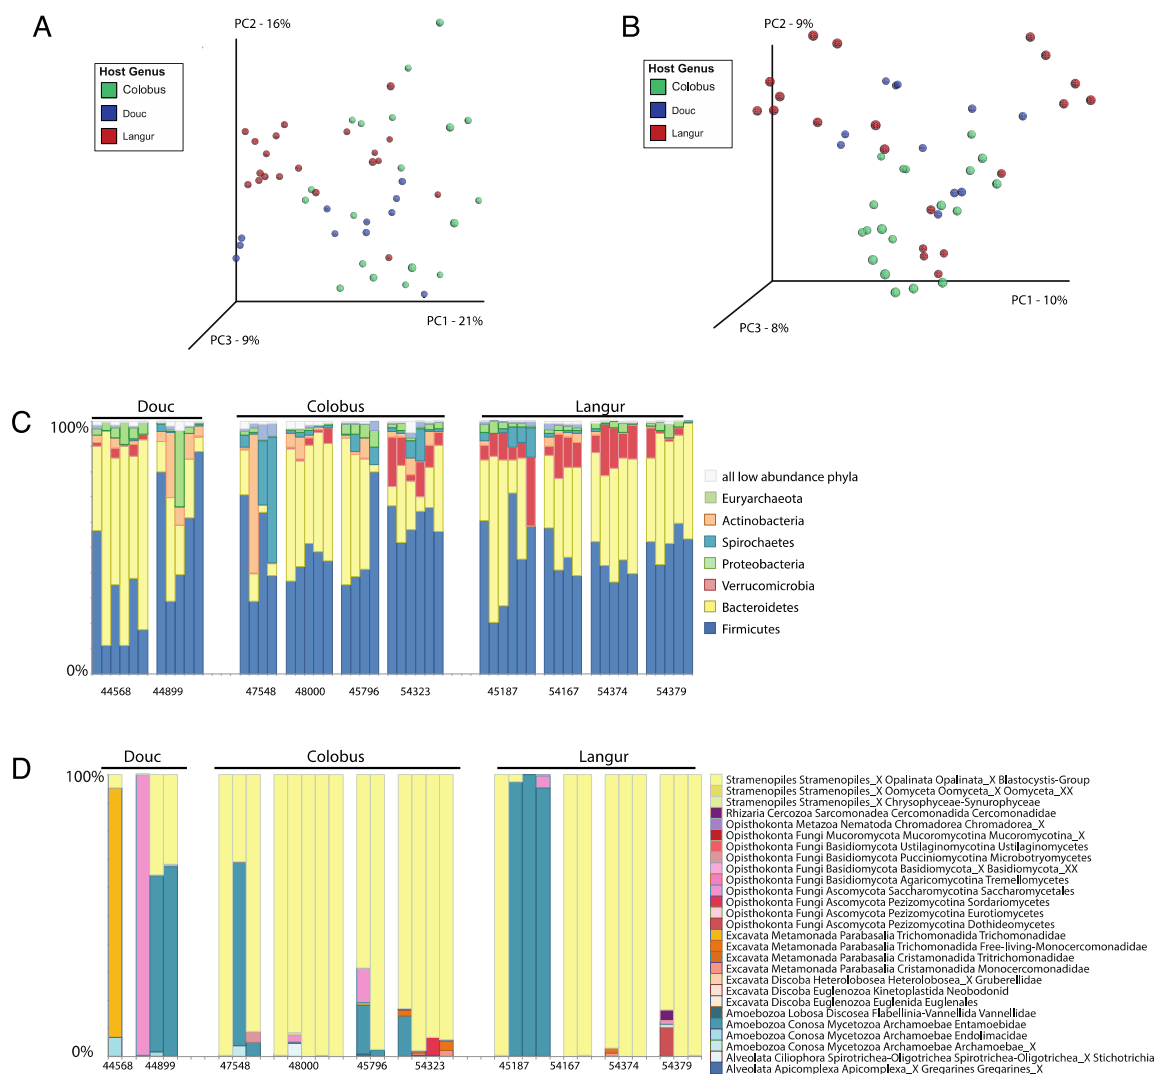 A
PC2 - 16%
Host Genus
Colobus
Douc
Langur
PC1 - 21%
PC3 - 9%
B
PC2 - 9%
Host Genus
Colobus
Douc
Langur
PC1 - 10%
PC3 - 8%
C
Douc
Colobus
Langur
100%
0%
44568 44899 47548 48000 45796 54323 45187 54167 54374 54379
all low abundance phyla
Euryarchaeota
Actinobacteria
Spirochaetes
Proteobacteria
Verrucomicrobia
Bacteroidetes
Firmicutes
D
Douc
Colobus
Langur
100%
0%
44568 44899 47548 48000 45796 54323 45187 54167 54374 54379
Stramenopiles Stramenopiles_X Opalinata Opalinata_X Blastocystis-Group
Stramenopiles Stramenopiles_X Oomyceta Oomyceta_X Oomyceta_XX
Stramenopiles Stramenopiles_X Chrysophyceae-Synurophyceae
Rhizaria Cercozoa Sarcomonadea Cercomonadida Cercomonadidae
Opisthokonta Metazoa Nematoda Chromadorea Chromadorea_X
Opisthokonta Fungi Mucoromycota Mucoromycotina Mucoromycotina_X
Opisthokonta Fungi Basidiomycota Ustilaginomycotina Ustilaginomycetes
Opisthokonta Fungi Basidiomycota Pucciniomycotina Microbotryomycetes
Opisthokonta Fungi Basidiomycota Basidiomycota_X Basidiomycota_XX
Opisthokonta Fungi Basidiomycota Agaricomycotina Tremellomycetes
Opisthokonta Fungi Ascomycota Saccharomycotina Saccharomycetales
Opisthokonta Fungi Ascomycota Pezizomycotina Sordariomycetes
Opisthokonta Fungi Ascomycota Pezizomycotina Eurotiomycetes
Opisthokonta Fungi Ascomycota Pezizomycotina Dothideomycetes
Excavata Metamonada Parabasalia Trichomonadida Trichomonadidae
Excavata Metamonada Parabasalia Trichomonadida Free-living-Monocercomonadidae
Excavata Metamonada Parabasalia Cristamonadida Tritrichomonadidae
Excavata Metamonada Parabasalia Cristamonadida Monocercomonadidae
Excavata Discoba Heterolobosea Heterolobosea_X Gruberellidae
Excavata Discoba Euglenozoa Kinetoplastida Neobodonid
Excavata Discoba Euglenozoa Euglenida Euglenales
Amoebozoa Lobosa Discosea Flabellinia-Vannellida Vannellidae
Amoebozoa Conosa Mycetozoa Archamoebae Entamoebidae
Amoebozoa Conosa Mycetozoa Archamoebae Endolimacidae
Amoebozoa Conosa Mycetozoa Archamoebae Archamoebae_X
Alveolata Ciliophora Spirotrichea-Oligotrichea Spirotrichea-Oligotrichea_X Stichotrichia
Alveolata Apicomplexa Apicomplexa_X Gregarines Gregarines_X